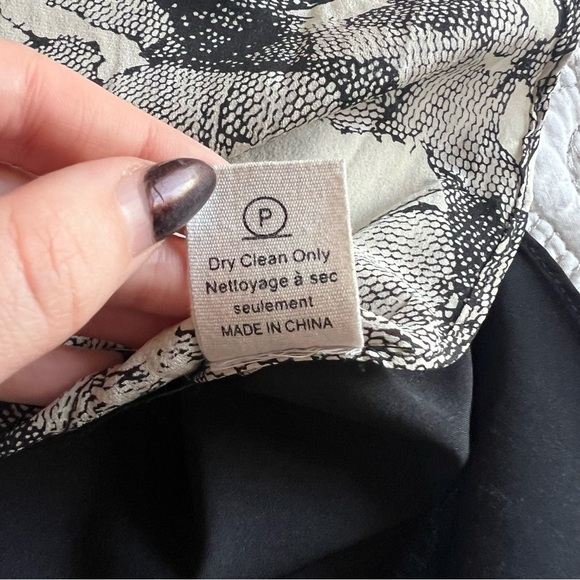 P
Dry Clean Only
Nettoyage à sec
seulement
MADE IN CHINA